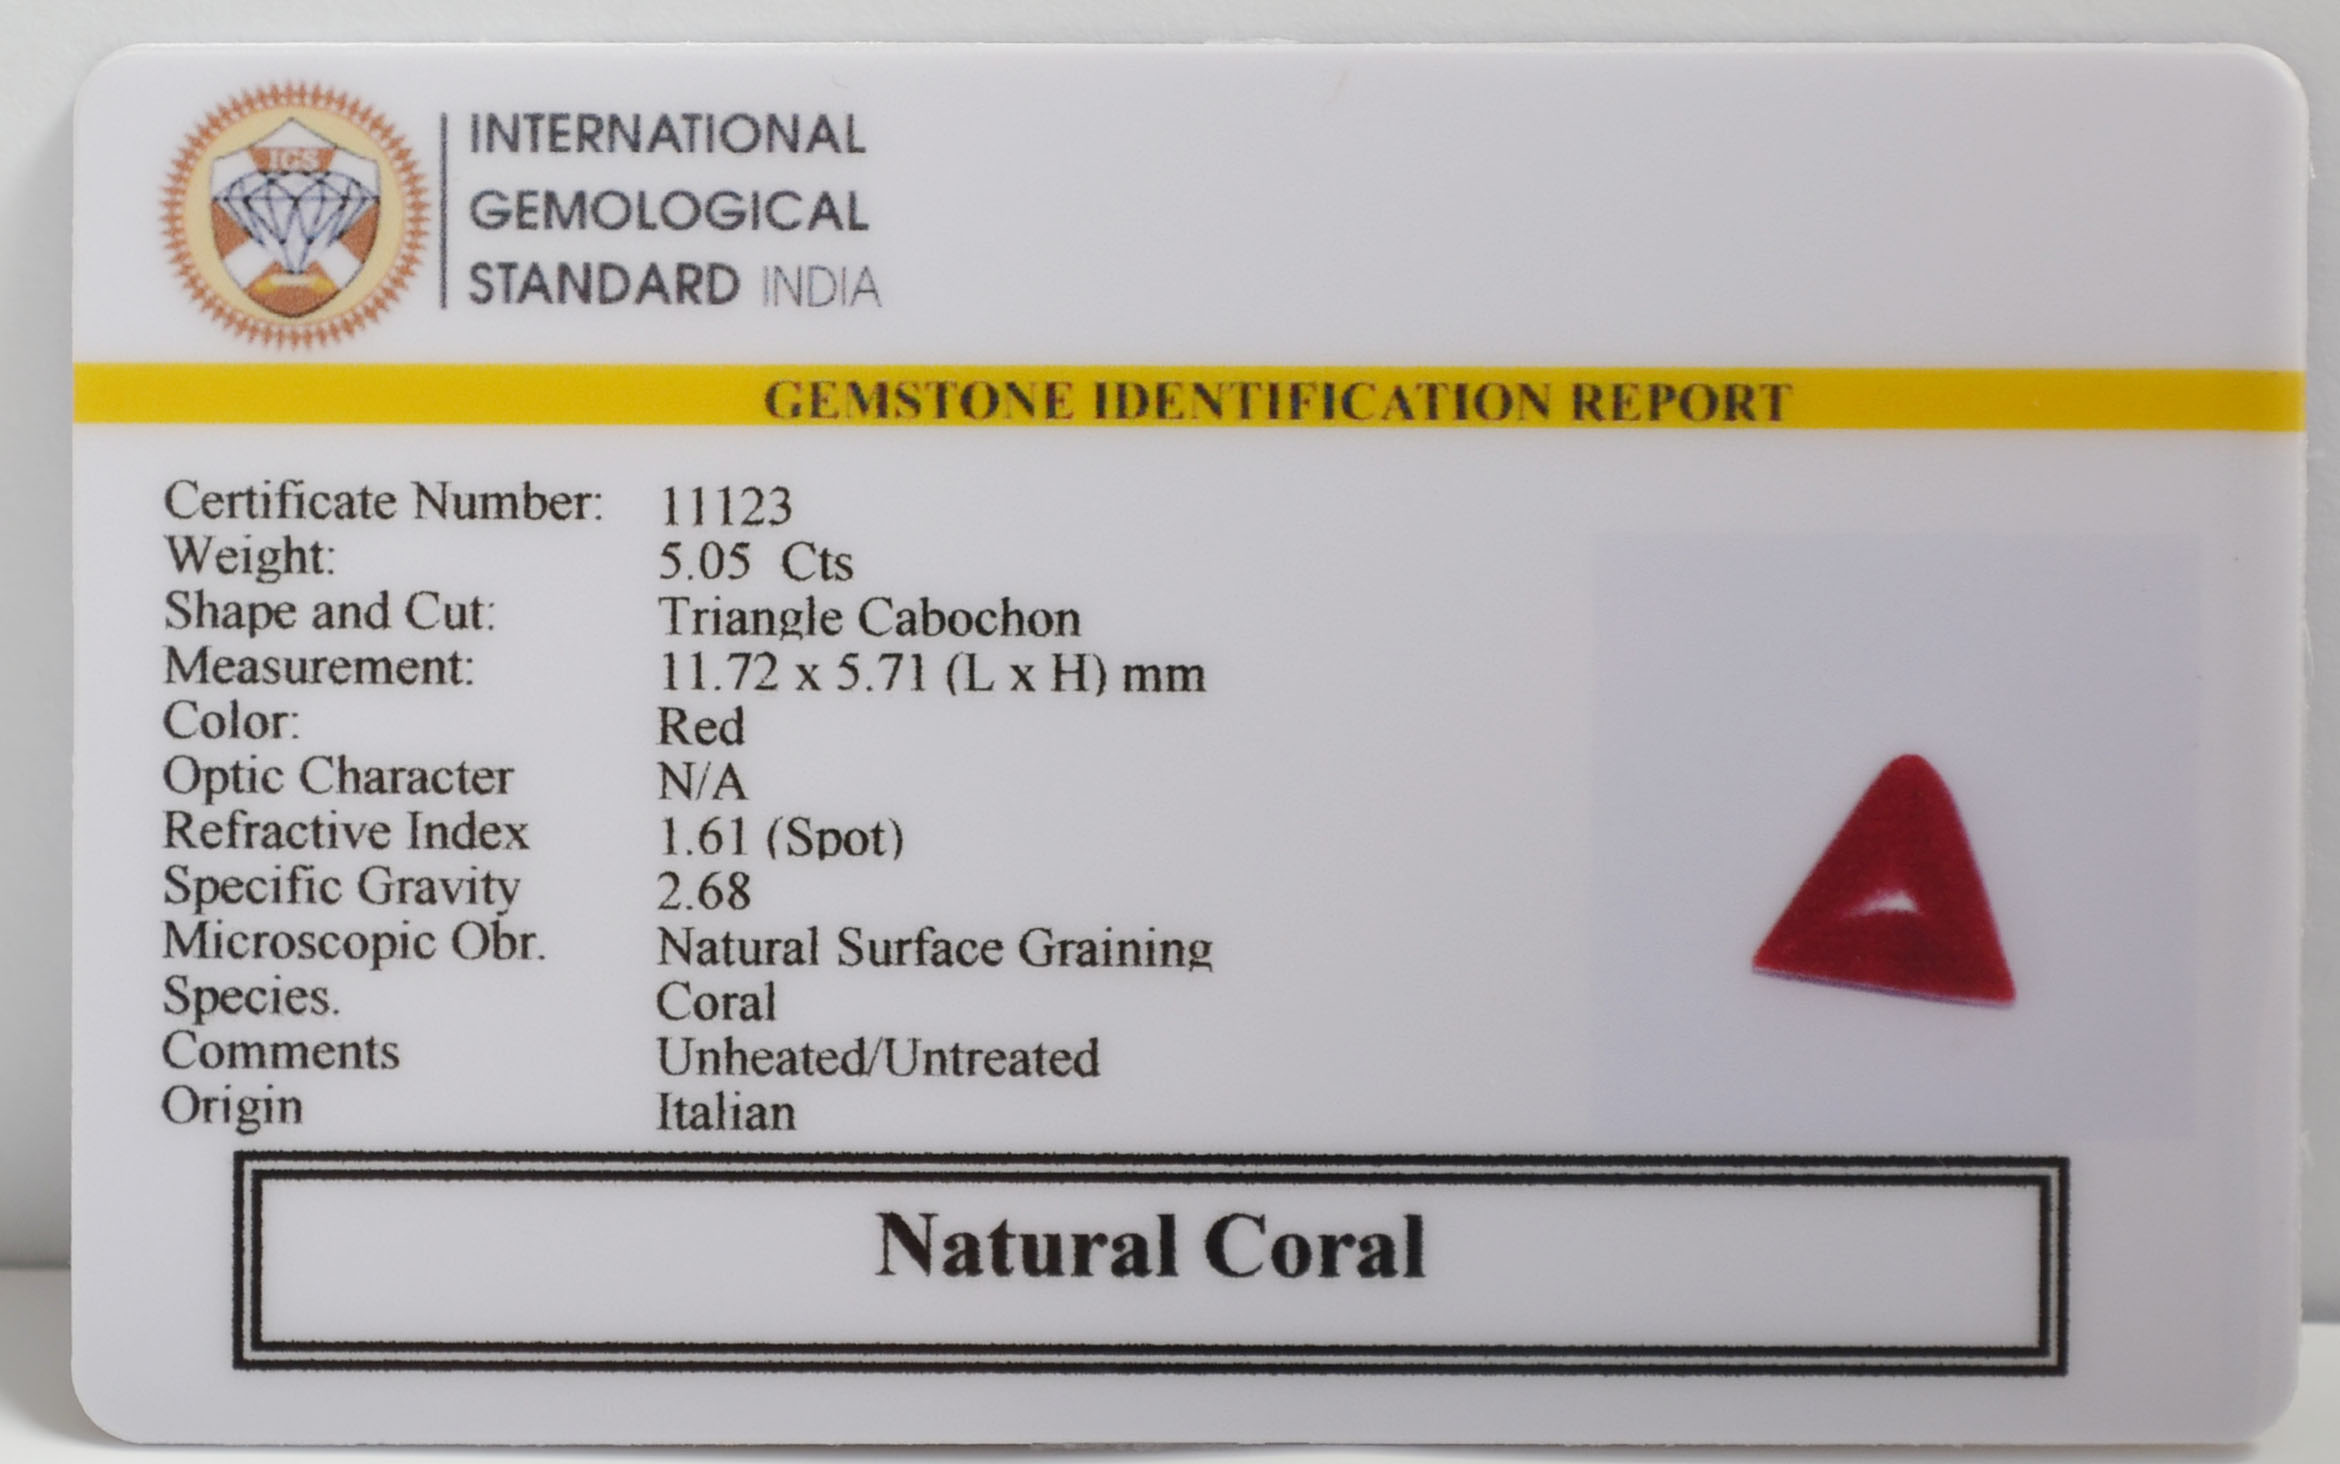 IGS
INTERNATIONAL
GEMOLOGICAL
STANDARD INDIA
GEMSTONE IDENTIFICATION REPORT
Certificate Number: 11123
Weight: 5.05 Cts
Shape and Cut: Triangle Cabochon
Measurement: 11.72 x 5.71 (L x H) mm
Color: Red
Optic Character N/A
Refractive Index 1.61 (Spot)
Specific Gravity 2.68
Microscopic Obr. Natural Surface Graining
Species. Coral
Comments Unheated/Untreated
Origin Italian
Natural Coral